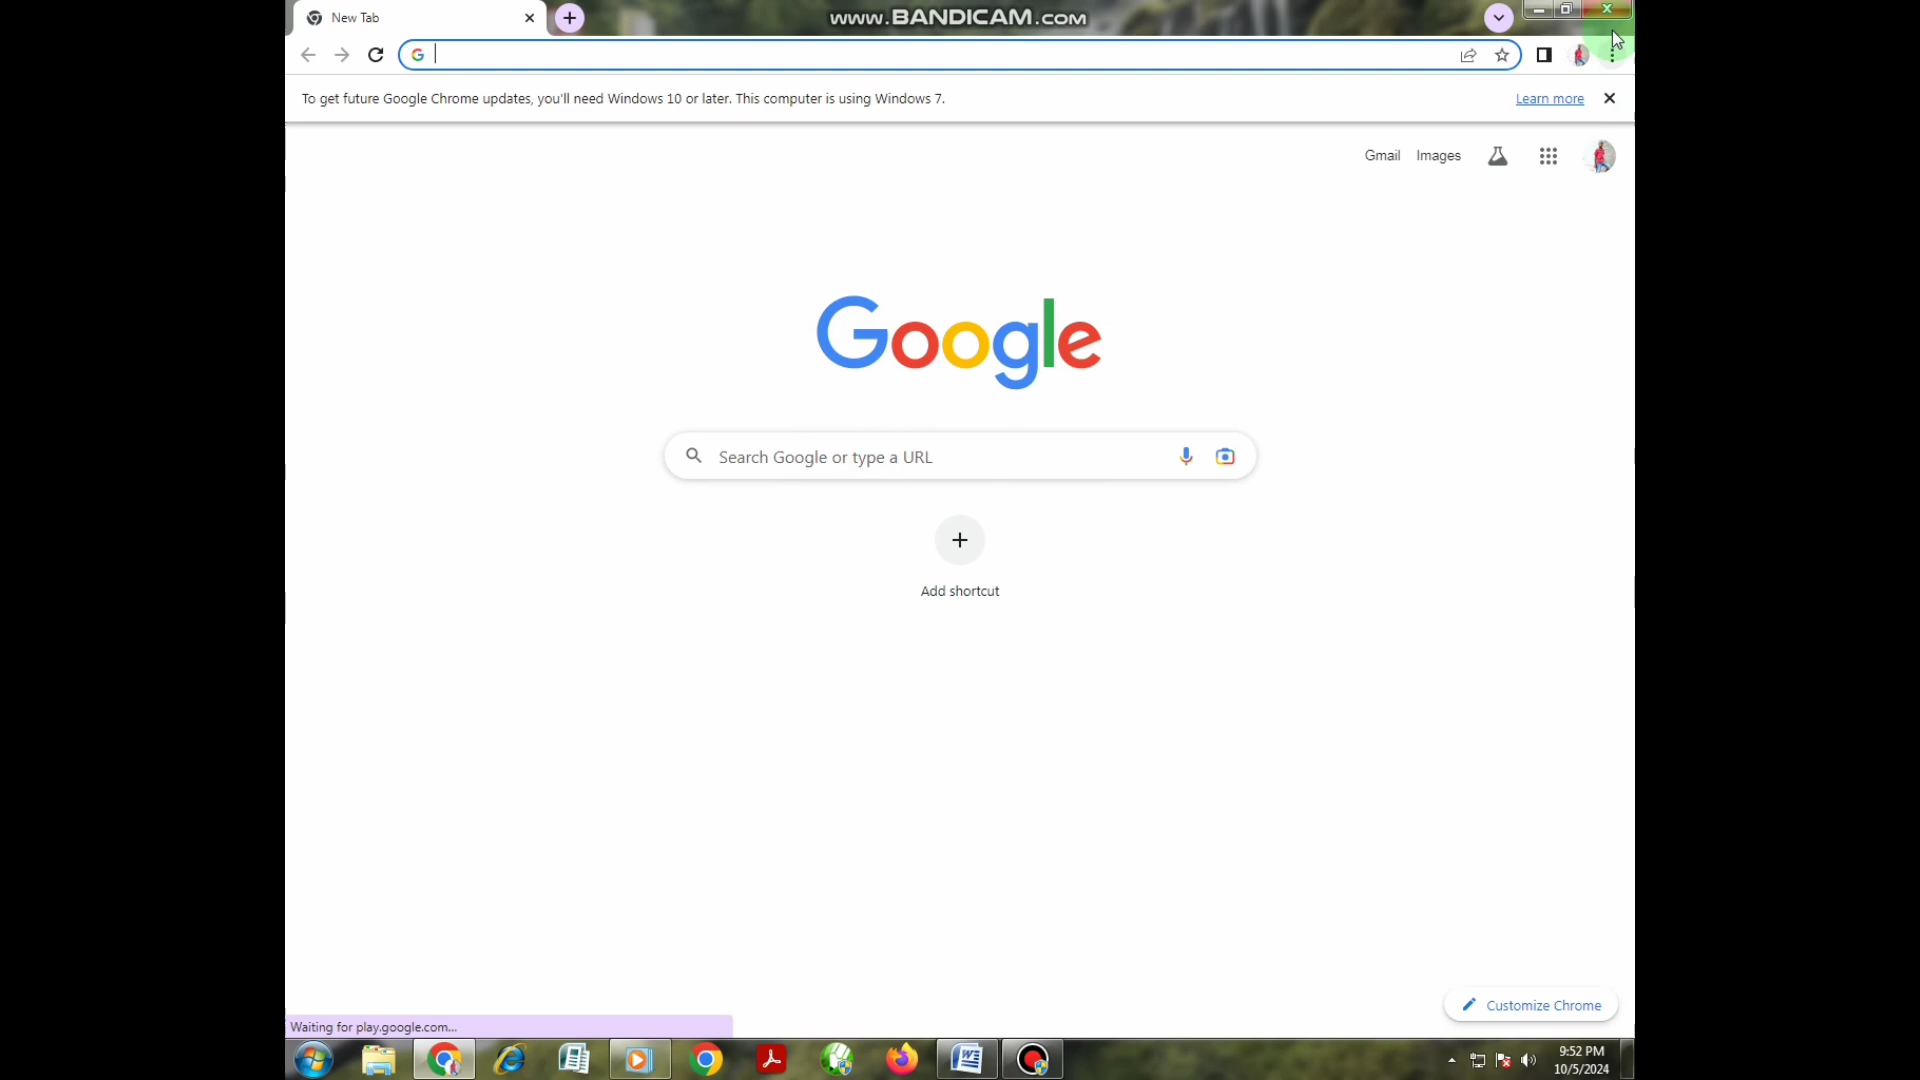 New Tab
www.BANDICAM.com
To get future Google Chrome updates, you'll need Windows 10 or later. This computer is using Windows 7.
Learn more
Gmail
Images
Google
Search Google or type a URL
Add shortcut
Customize Chrome
Waiting for play.google.com...
9:52 PM
10/5/2024